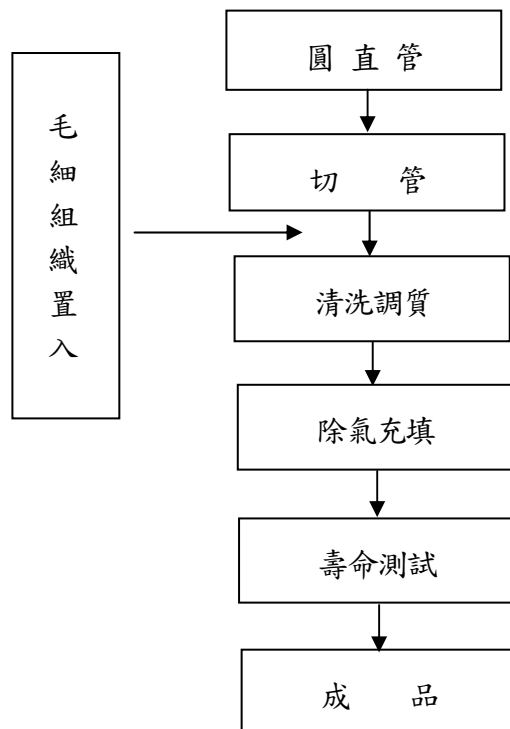 圓直管
毛細組織置入
切管
清洗調質
除氣充填
壽命測試
成品